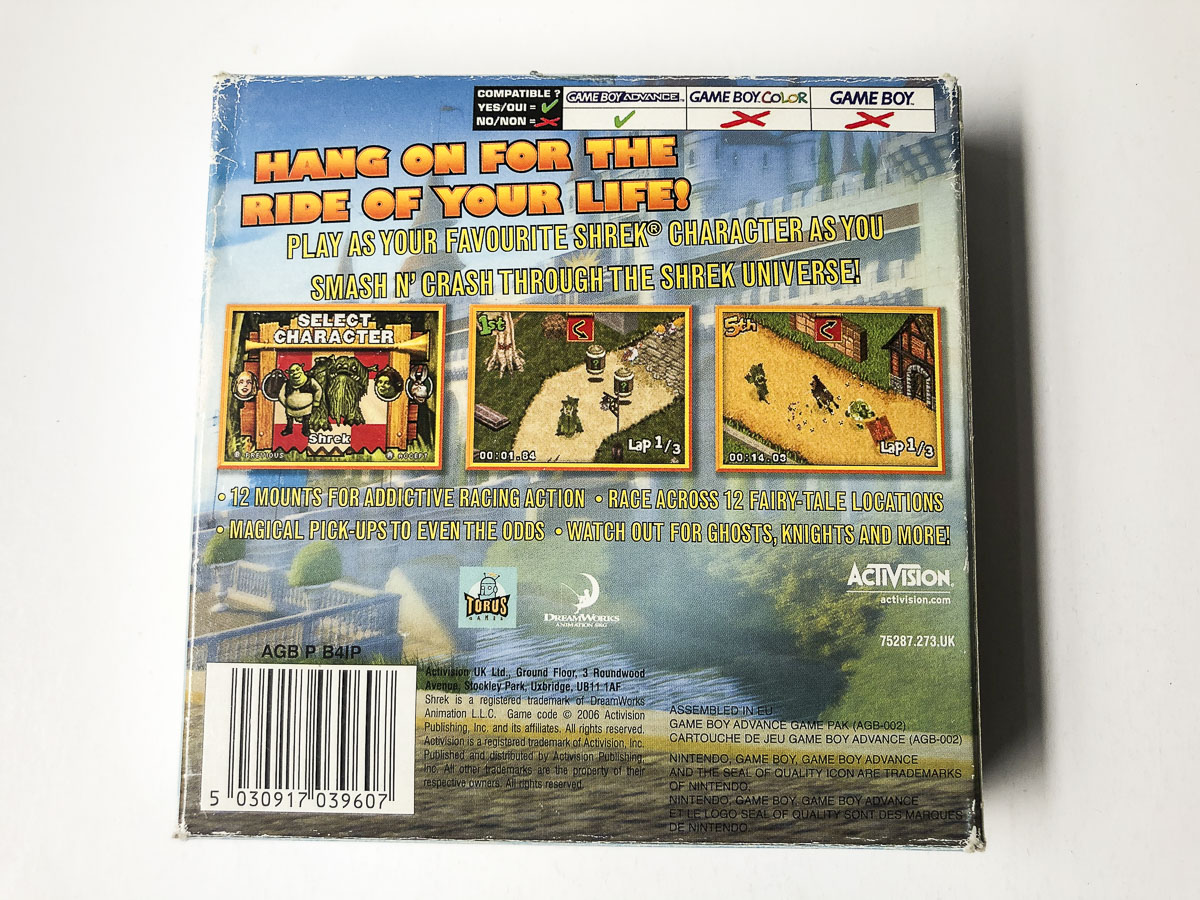 COMPATIBLE ?
YES/OUI =
NO/NON =
GAME BOY ADVANCE™
GAME BOY COLOR
GAME BOY™
HANG ON FOR THE
RIDE OF YOUR LIFE!
PLAY AS YOUR FAVOURITE SHREK® CHARACTER AS YOU
SMASH N' CRASH THROUGH THE SHREK UNIVERSE!
SELECT
CHARACTER
Shrek
PREVIOUS
ACCEPT
1st
Lap 1/3
00:01.84
5th
Lap 1/3
00:14.03
• 12 MOUNTS FOR ADDICTIVE RACING ACTION • RACE ACROSS 12 FAIRY-TALE LOCATIONS
• MAGICAL PICK-UPS TO EVEN THE ODDS • WATCH OUT FOR GHOSTS, KNIGHTS AND MORE!
TORUS
GAMES
DREAMWORKS
ANIMATION SKG
ACTIVISION
activision.com
75287.273.UK
AGB P B4IP
5 030917 039607
Activision UK Ltd., Ground Floor, 3 Roundwood
Avenue, Stockley Park, Uxbridge, UB11 1AF
Shrek is a registered trademark of DreamWorks
Animation L.L.C. Game code © 2006 Activision
Publishing, Inc. and its affiliates. All rights reserved.
Activision is a registered trademark of Activision, Inc.
Published and distributed by Activision Publishing,
Inc. All other trademarks are the property of their
respective owners. All rights reserved.
ASSEMBLED IN EU
GAME BOY ADVANCE GAME PAK (AGB-002)
CARTOUCHE DE JEU GAME BOY ADVANCE (AGB-002)
NINTENDO, GAME BOY, GAME BOY ADVANCE
AND THE SEAL OF QUALITY ICON ARE TRADEMARKS
OF NINTENDO.
NINTENDO, GAME BOY, GAME BOY ADVANCE
ET LE LOGO SEAL OF QUALITY SONT DES MARQUES
DE NINTENDO.